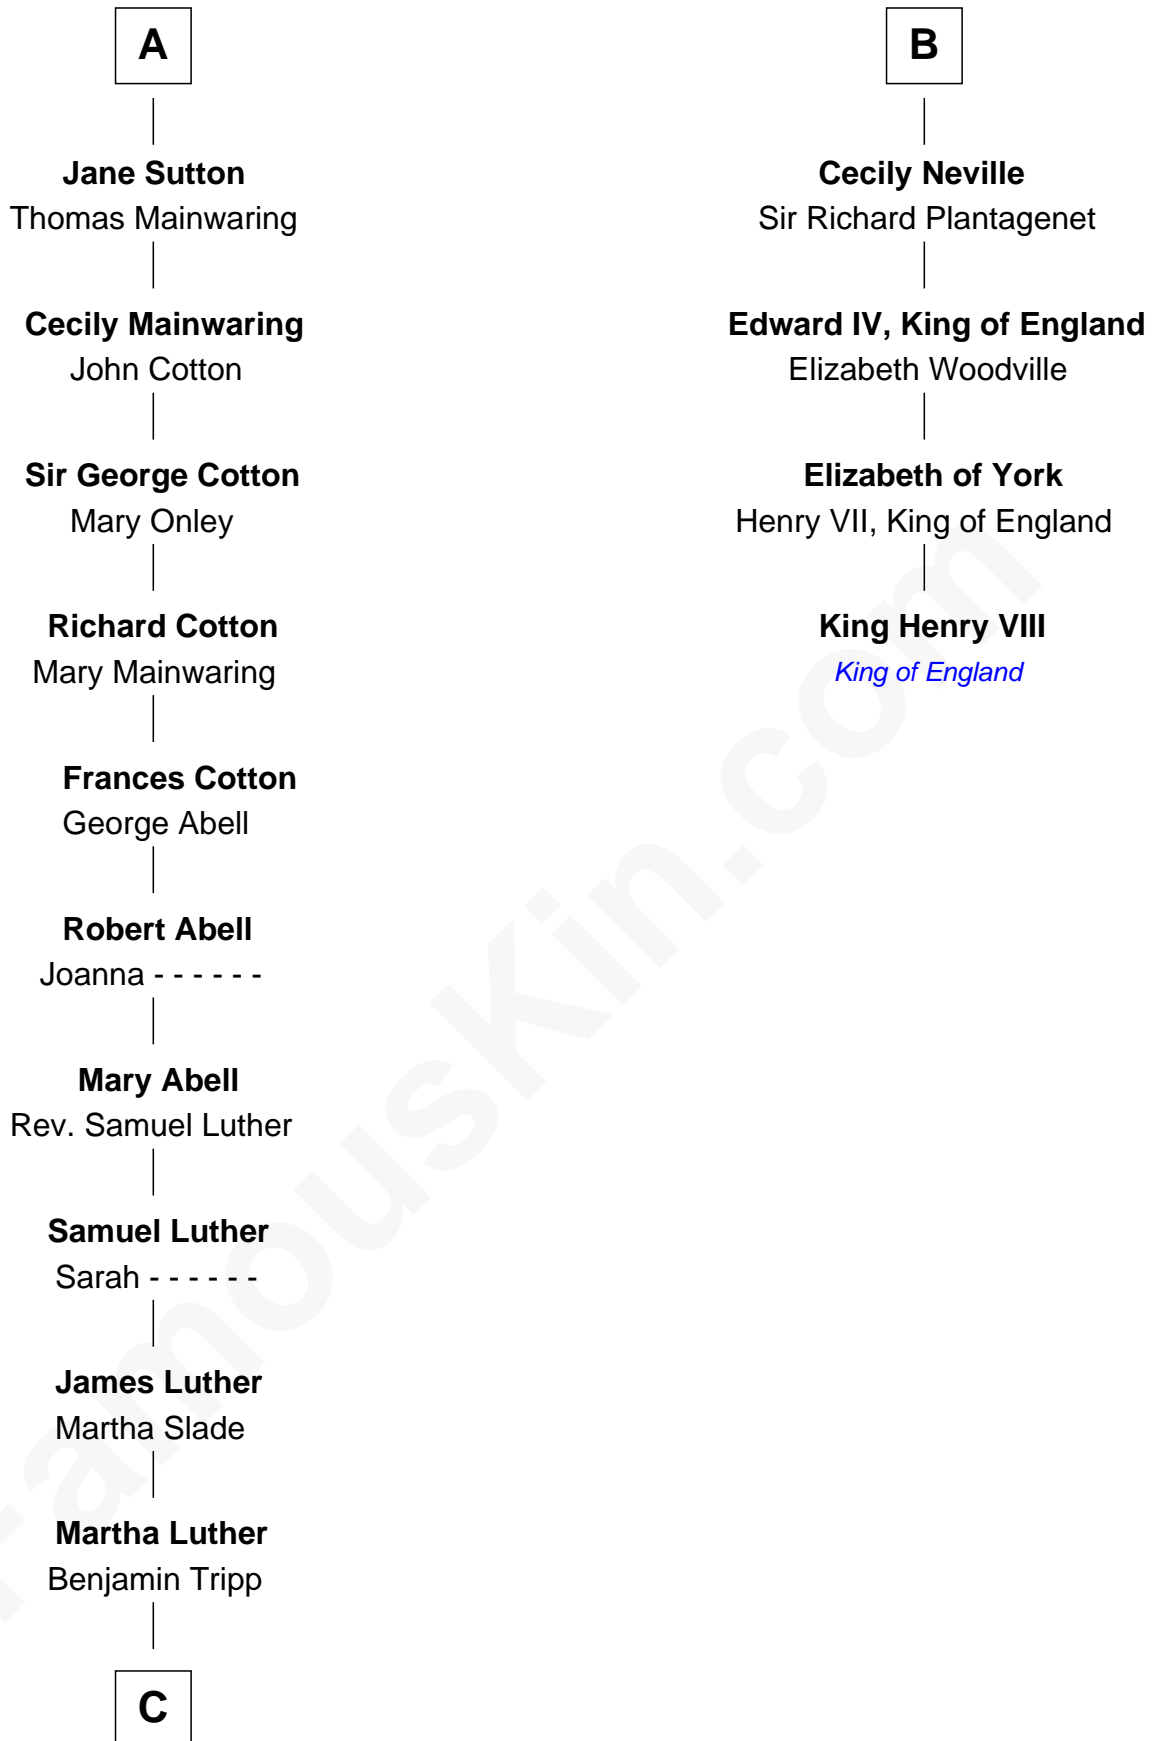 A
Jane Sutton
Thomas Mainwaring
Cecily Mainwaring
John Cotton
Sir George Cotton
Mary Onley
Richard Cotton
Mary Mainwaring
Frances Cotton
George Abell
Robert Abell
Joanna - - - - - -
Mary Abell
Rev. Samuel Luther
Samuel Luther
Sarah - - - - - -
James Luther
Martha Slade
Martha Luther
Benjamin Tripp
C
B
Cecily Neville
Sir Richard Plantagenet
Edward IV, King of England
Elizabeth Woodville
Elizabeth of York
Henry VII, King of England
King Henry VIII
King of England
FamousKin.com